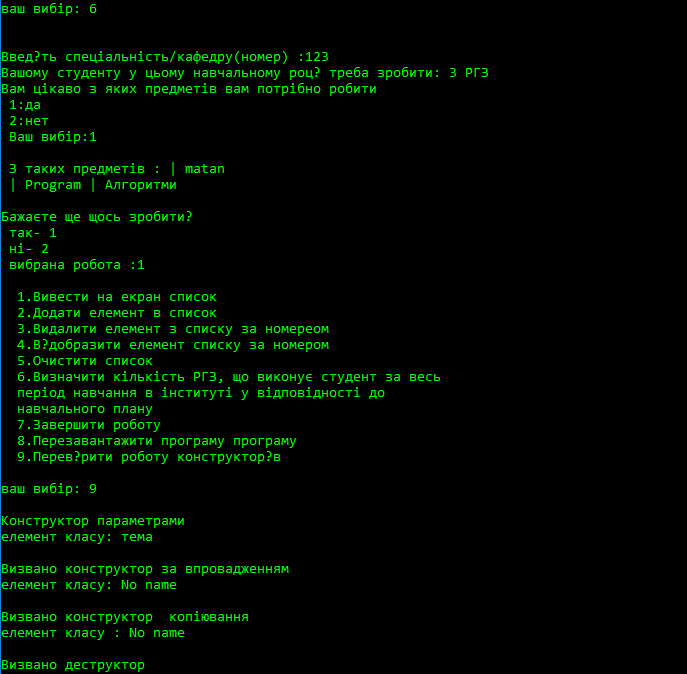 ваш вибір: 6
Введ?ть спеціальність/кафедру(номер) :123
Вашому студенту у цьому навчальному роц? треба зробити: 3 РГЗ
Вам цікаво з яких предметів вам потрібно робити
1:да
2:нет
Ваш вибір:1
З таких предметів : | matan
| Program | Алгоритми
Бажаєте ще щось зробити?
так- 1
ні- 2
вибрана робота :1
1.Вивести на екран список
2.Додати елемент в список
3.Видалити елемент з списку за номереом
4.В?добразити елемент списку за номером
5.Очистити список
6.Визначити кількість РГЗ, що виконує студент за весь
період навчання в інституті у відповідності до
навчального плану
7.Завершити роботу
8.Перезавантажити програму програму
9.Перев?рити роботу конструктор?в
ваш вибір: 9
Конструктор параметрами
елемент класу: тема
Визвано конструктор за впровадженням
елемент класу: No name
Визвано конструктор  копіювання
елемент класу : No name
Визвано деструктор